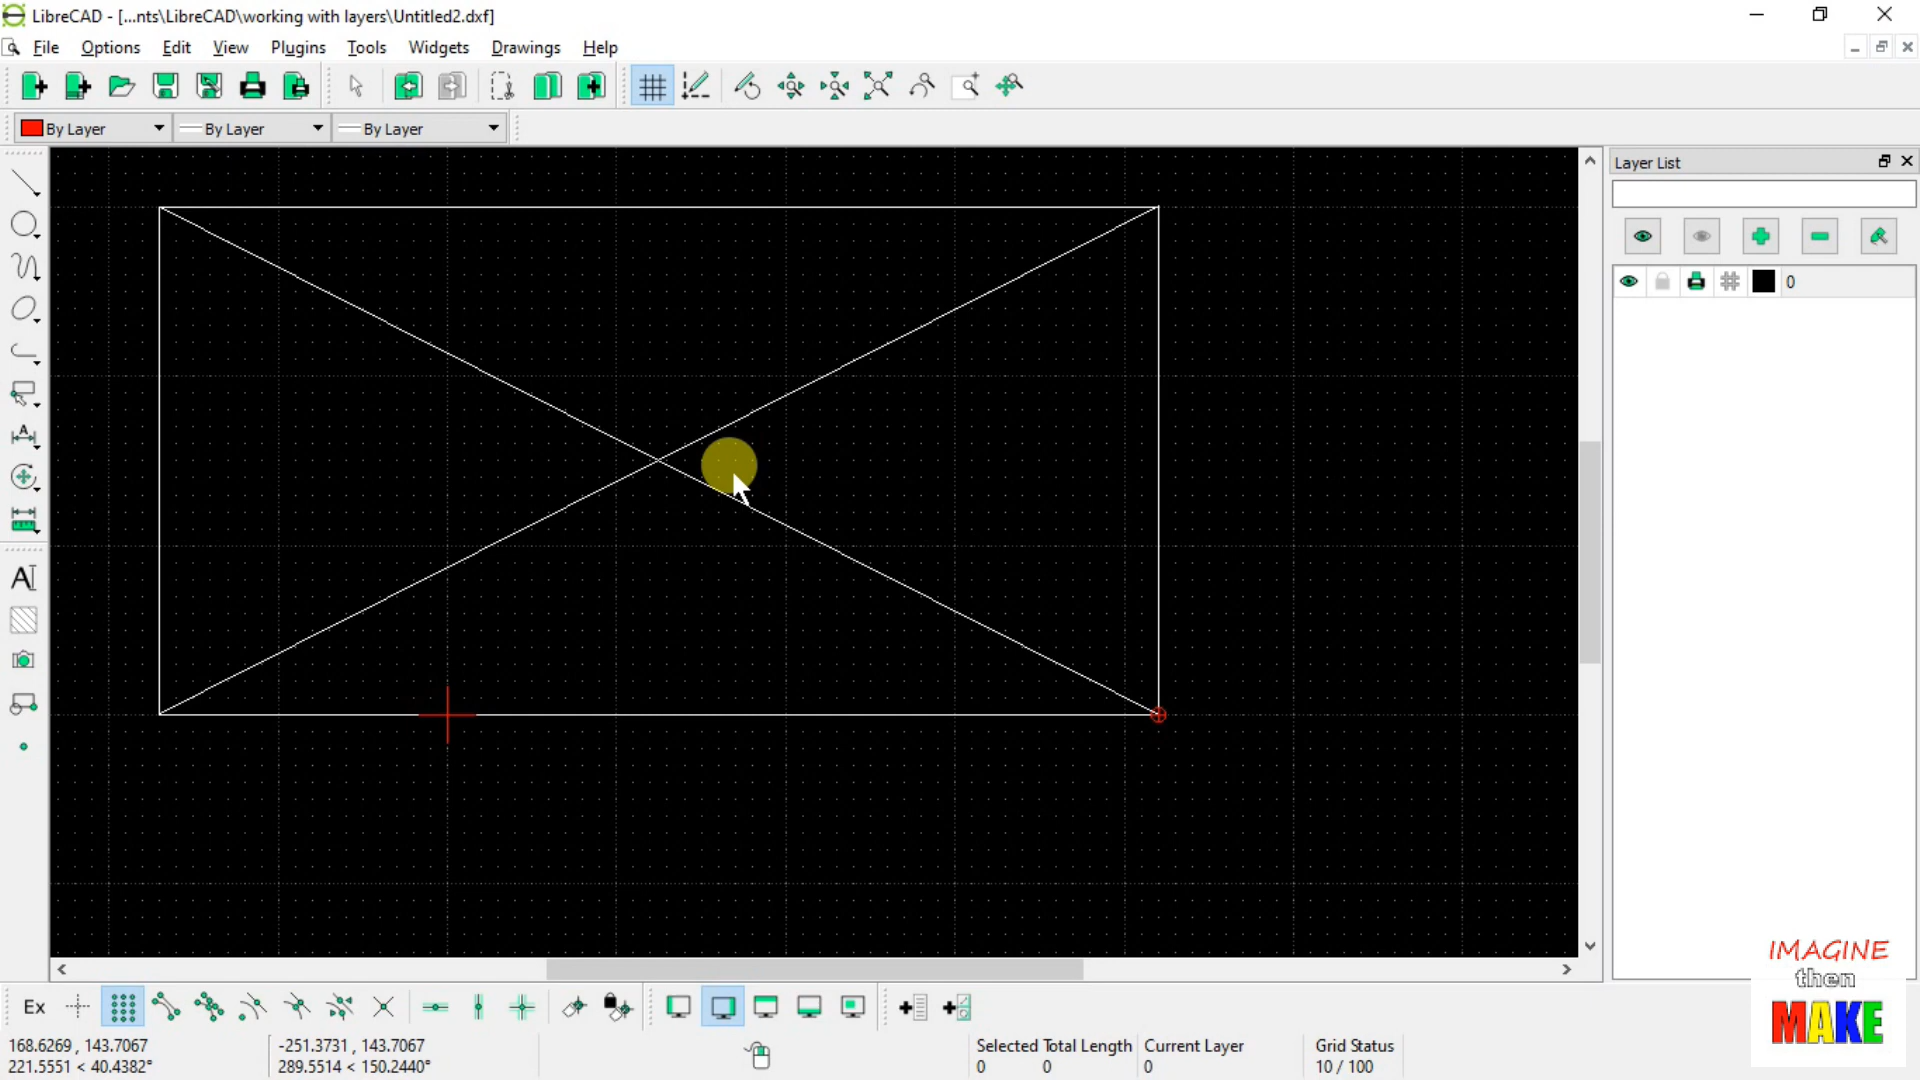 LibreCAD - [...nts\LibreCAD\working with layers\Untitled2.dxf]
File Options Edit View Plugins Tools Widgets Drawings Help
By Layer By Layer By Layer
Layer List
0
A
Ex
168.6269 , 143.7067 -251.3731 , 143.7067 Selected Total Length Current Layer Grid Status
221.5551 < 40.4382° 289.5514 < 150.2440° 0 0 0 10 / 100
IMAGINE
then
MAKE